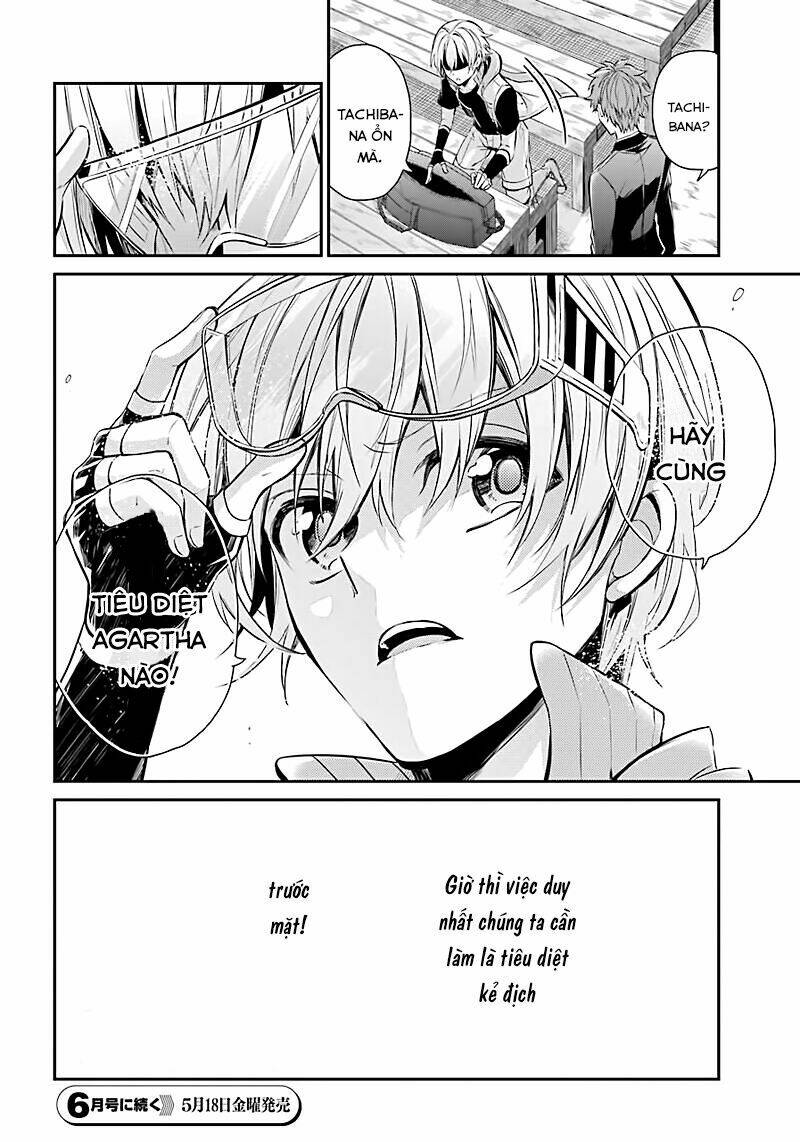 TACHI-
BANA?
TACHIBA-
NA ỔN
MÀ.
HÃY
CÙNG
TIÊU DIỆT
AGARTHA
NÀO!
Giờ thì việc duy
nhất chúng ta cần
làm là tiêu diệt
kẻ địch
trước
mặt!
6月号に続く 5月18日金曜発売